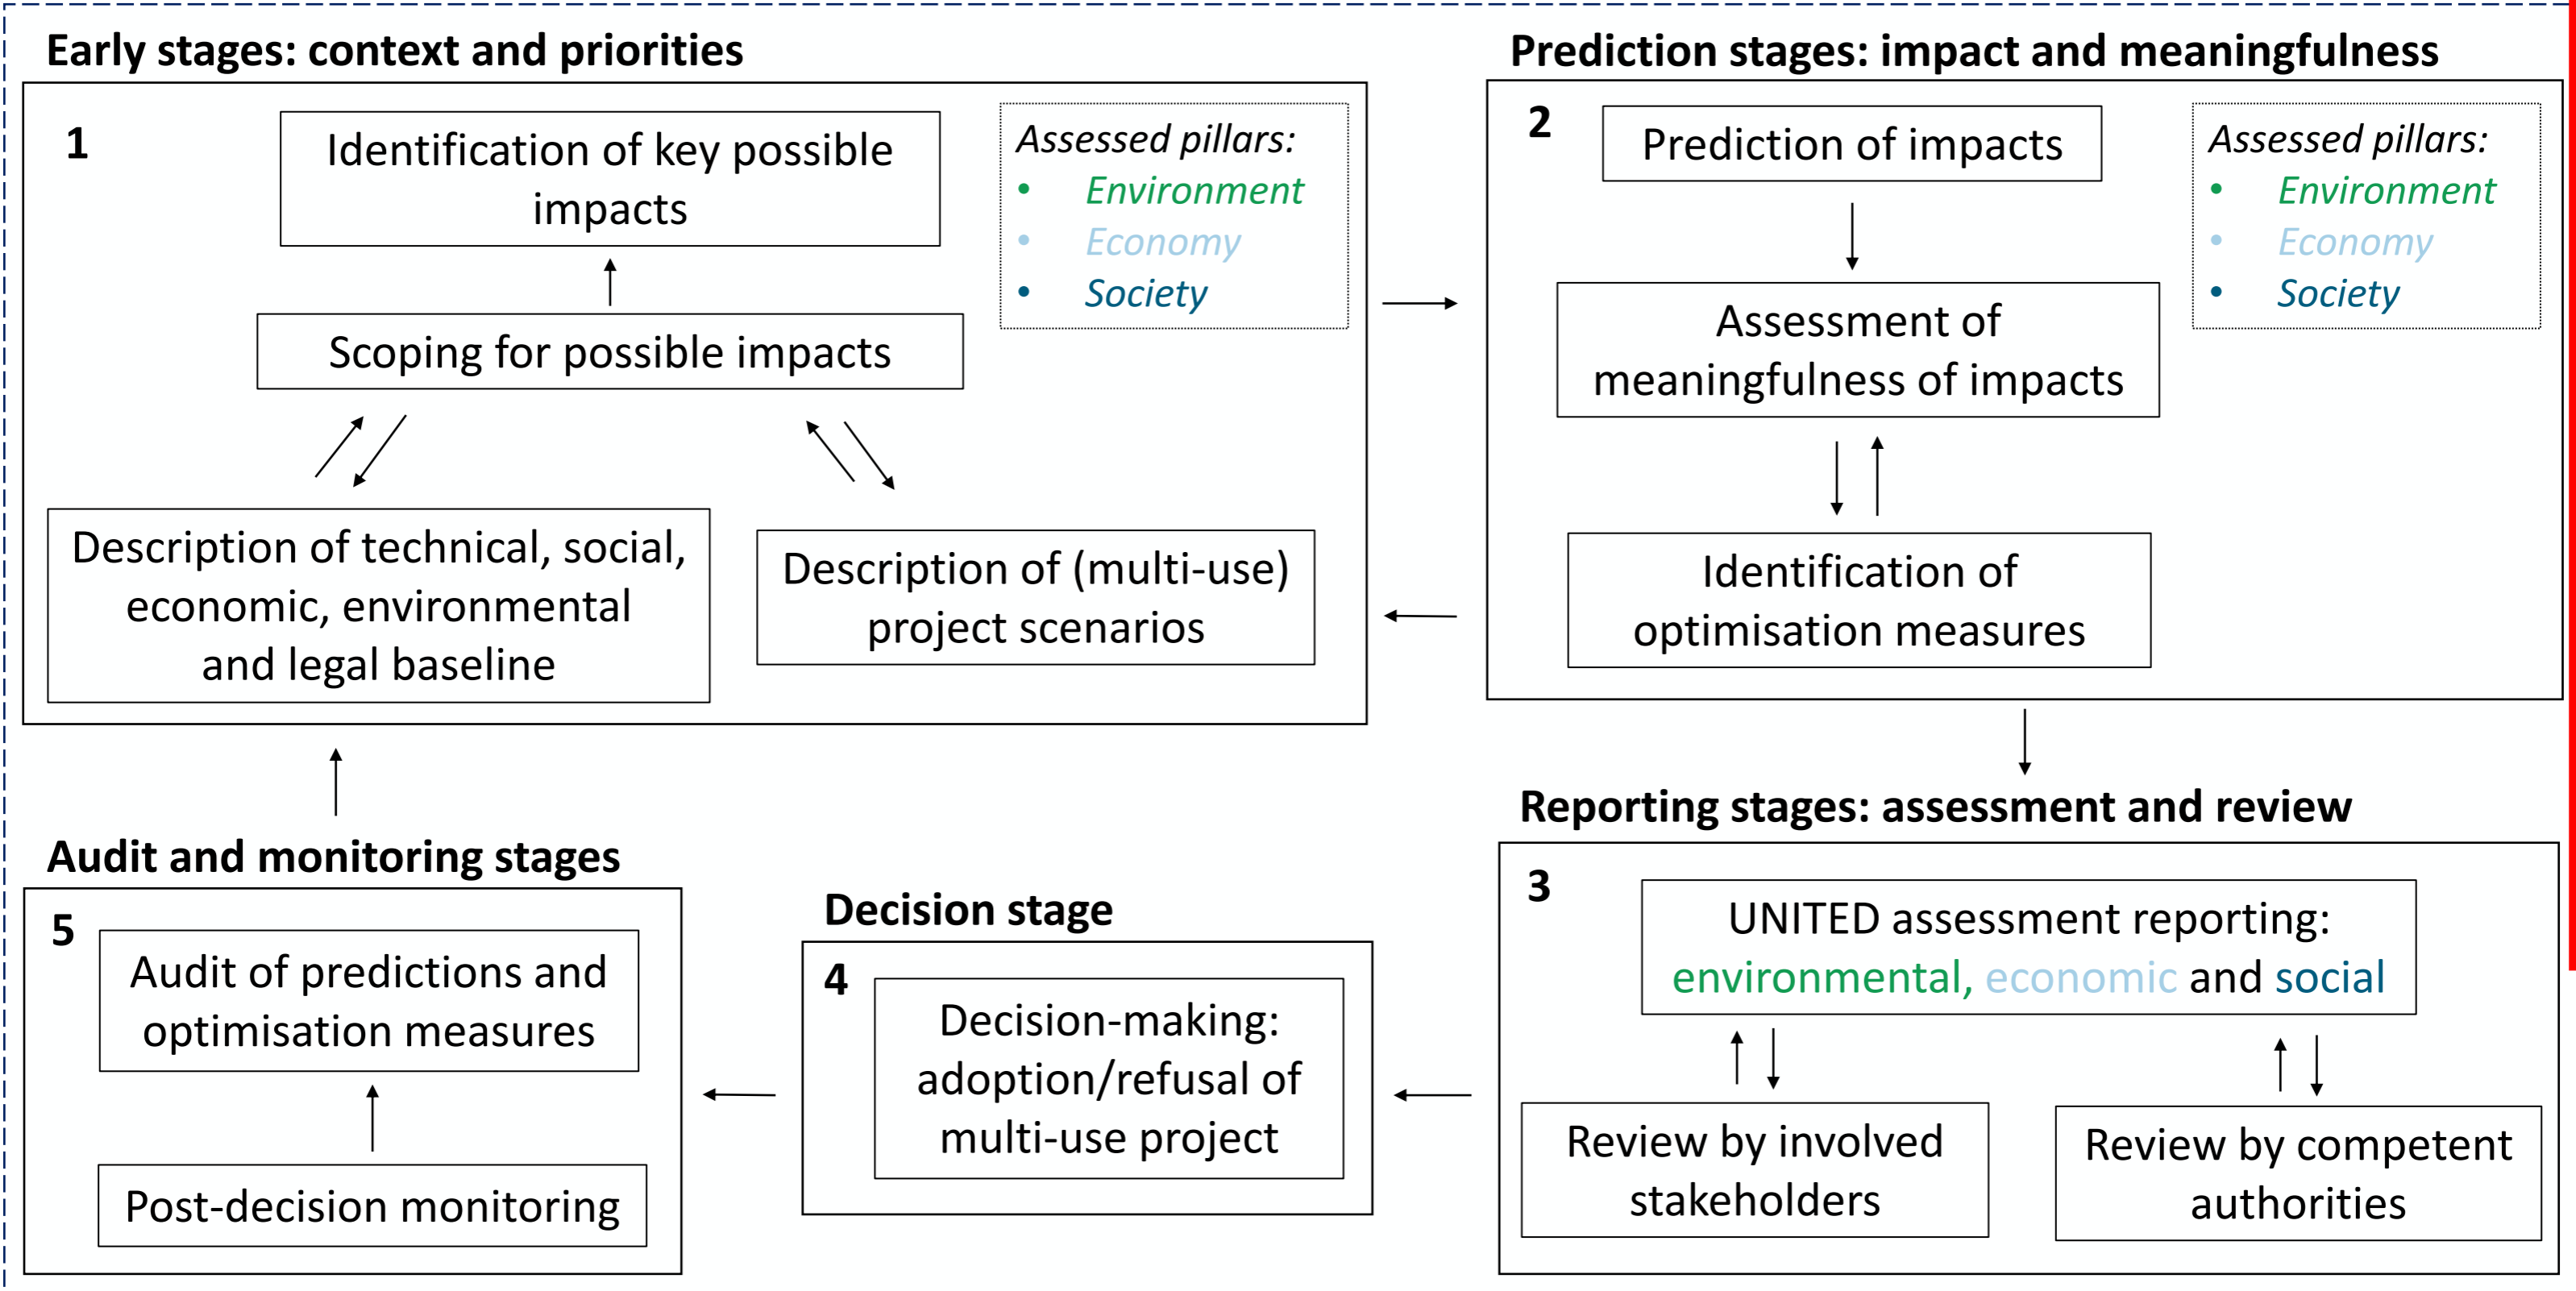 Early stages: context and priorities
1
Identification of key possible
impacts
Assessed pillars:
• Environment
• Economy
• Society
Scoping for possible impacts
Description of technical, social,
economic, environmental
and legal baseline
Description of (multi-use)
project scenarios
Prediction stages: impact and meaningfulness
2
Prediction of impacts
Assessed pillars:
• Environment
• Economy
• Society
Assessment of
meaningfulness of impacts
Identification of
optimisation measures
Reporting stages: assessment and review
3
UNITED assessment reporting:
environmental, economic and social
Review by involved
stakeholders
Review by competent
authorities
Decision stage
4
Decision-making:
adoption/refusal of
multi-use project
Audit and monitoring stages
5
Audit of predictions and
optimisation measures
Post-decision monitoring